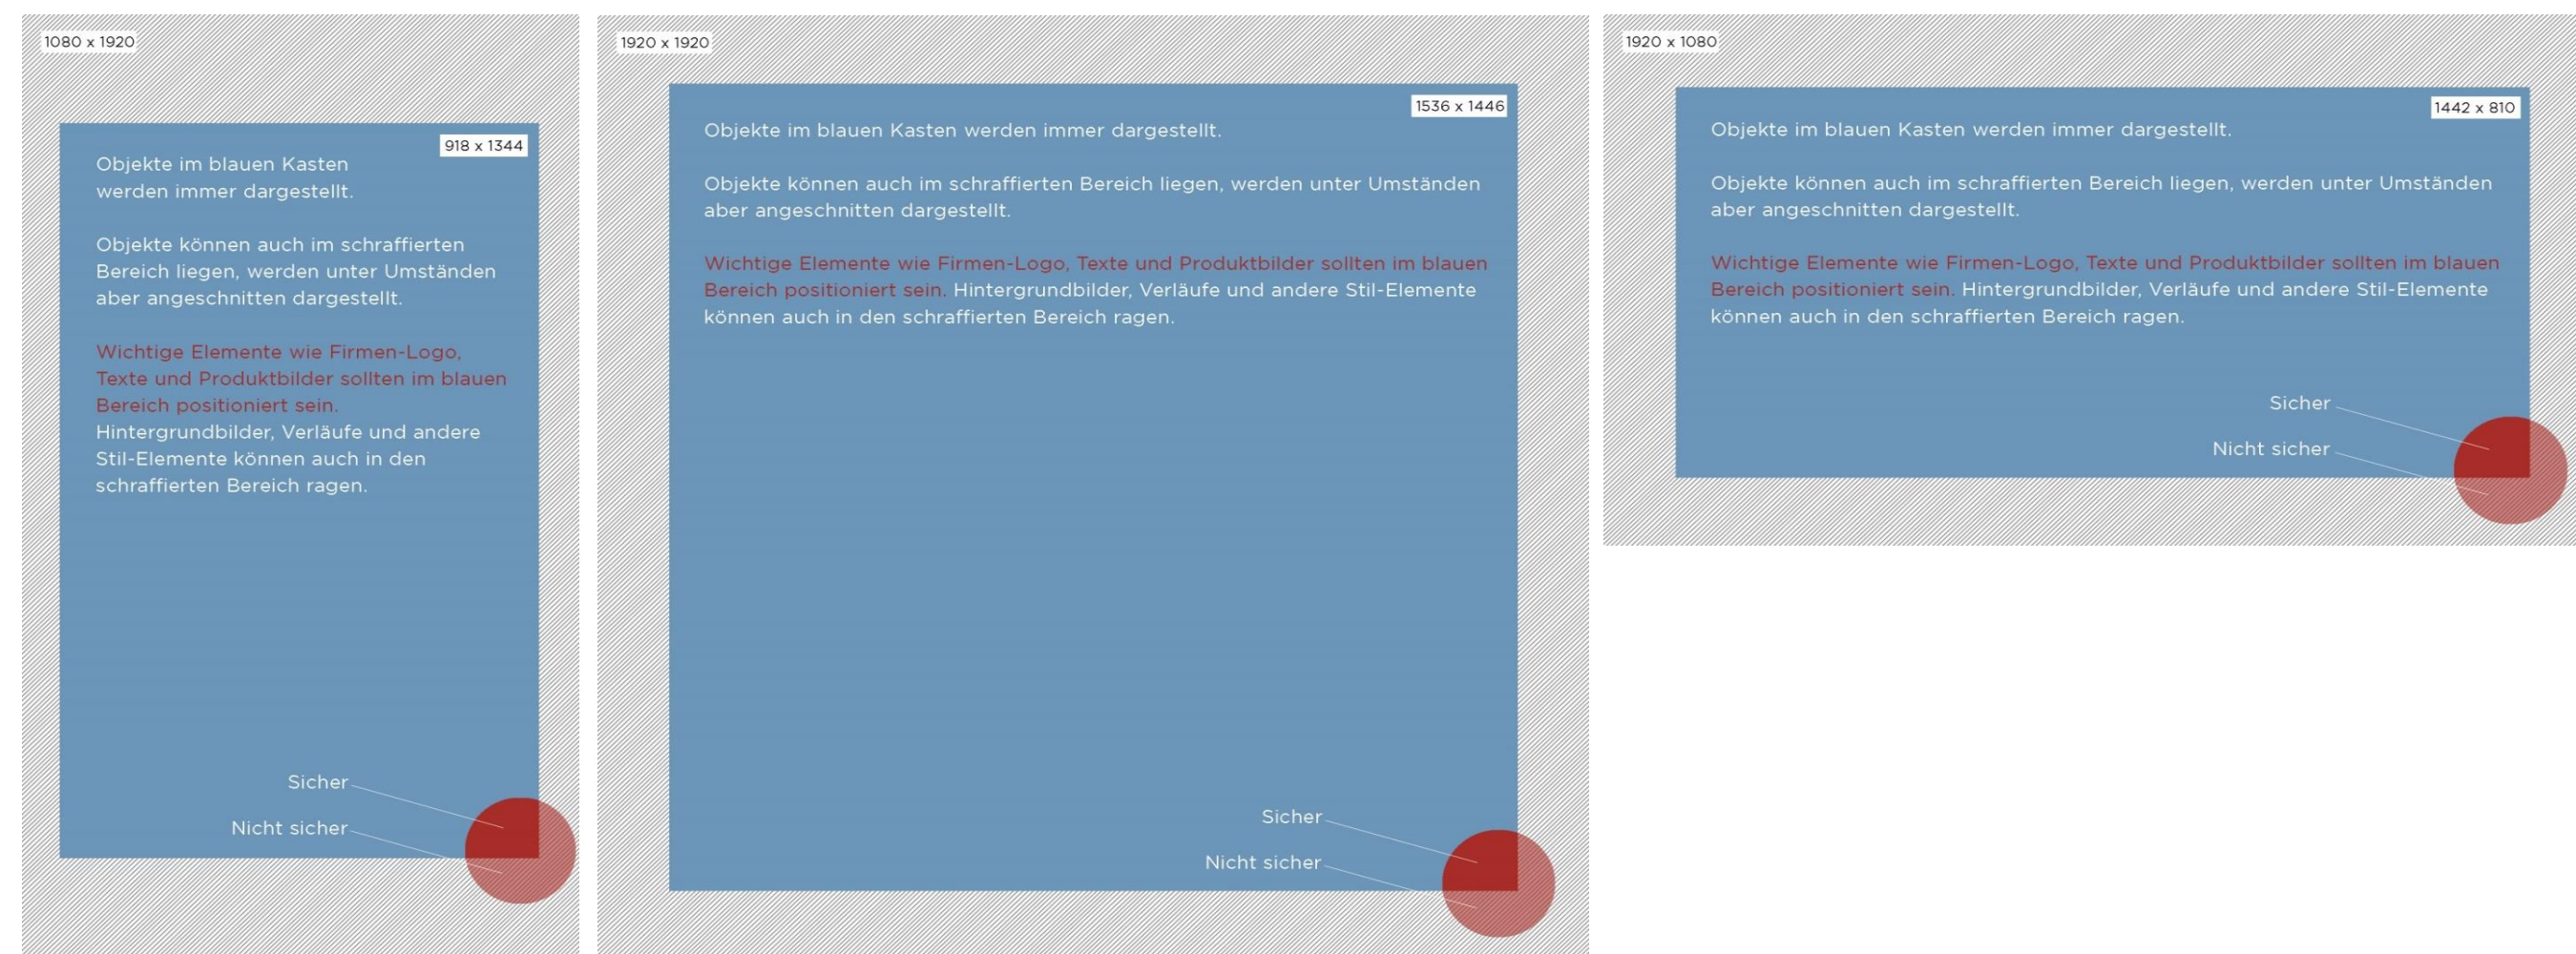 1080 x 1920
918 x 1344
Objekte im blauen Kasten
werden immer dargestellt.
Objekte können auch im schraffierten
Bereich liegen, werden unter Umständen
aber angeschnitten dargestellt.
Wichtige Elemente wie Firmen-Logo,
Texte und Produktbilder sollten im blauen
Bereich positioniert sein.
Hintergrundbilder, Verläufe und andere
Stil-Elemente können auch in den
schraffierten Bereich ragen.
Sicher
Nicht sicher
1920 x 1920
1536 x 1446
Objekte im blauen Kasten werden immer dargestellt.
Objekte können auch im schraffierten Bereich liegen, werden unter Umständen
aber angeschnitten dargestellt.
Wichtige Elemente wie Firmen-Logo, Texte und Produktbilder sollten im blauen
Bereich positioniert sein. Hintergrundbilder, Verläufe und andere Stil-Elemente
können auch in den schraffierten Bereich ragen.
Sicher
Nicht sicher
1920 x 1080
1442 x 810
Objekte im blauen Kasten werden immer dargestellt.
Objekte können auch im schraffierten Bereich liegen, werden unter Umständen
aber angeschnitten dargestellt.
Wichtige Elemente wie Firmen-Logo, Texte und Produktbilder sollten im blauen
Bereich positioniert sein. Hintergrundbilder, Verläufe und andere Stil-Elemente
können auch in den schraffierten Bereich ragen.
Sicher
Nicht sicher